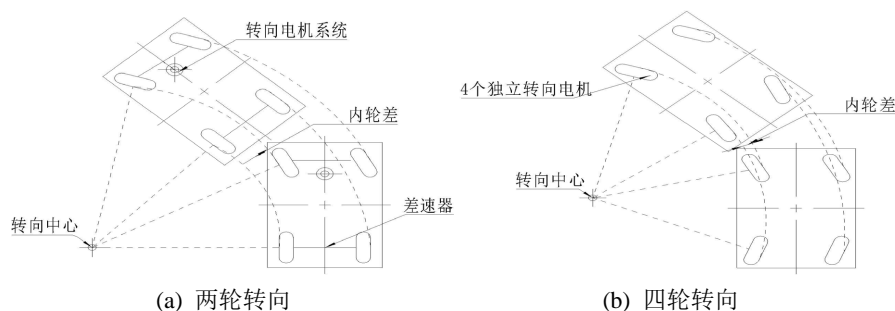 转向电机系统
内轮差
转向中心
差速器
(a) 两轮转向
4个独立转向电机
内轮差
转向中心
(b) 四轮转向